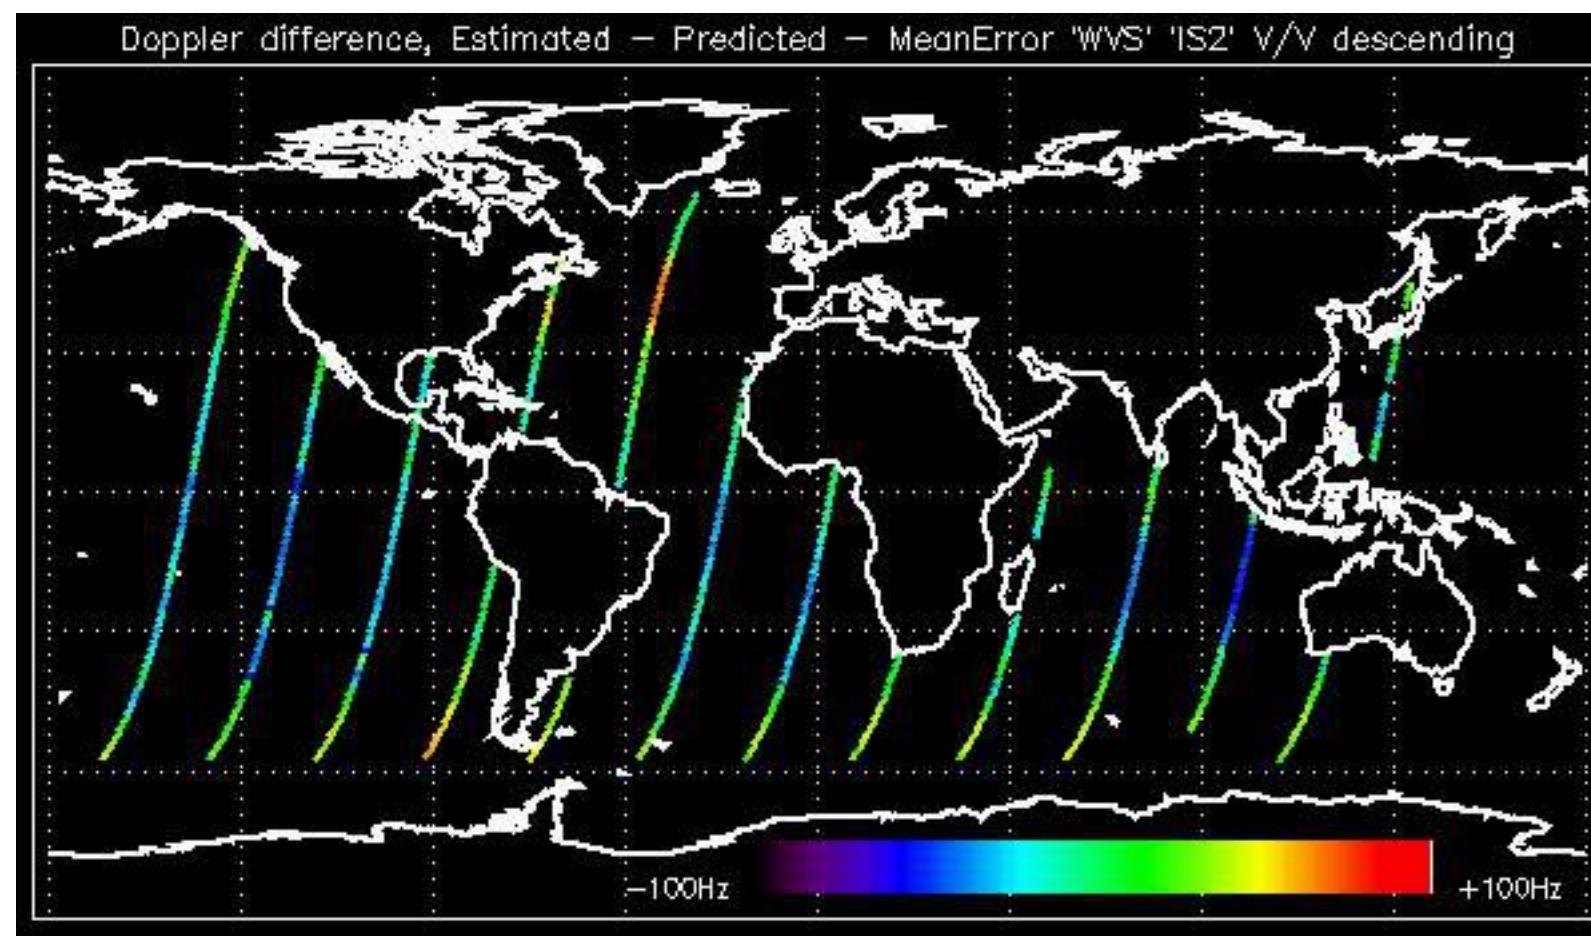 Doppler difference, Estimated – Predicted – MeanError 'WVS' 'IS2' V/V descending
–100Hz
+100Hz